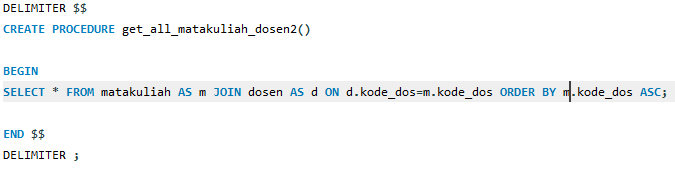 DELIMITER $$
CREATE PROCEDURE get_all_matakuliah_dosen2()
BEGIN
SELECT * FROM matakuliah AS m JOIN dosen AS d ON d.kode_dos=m.kode_dos ORDER BY m.kode_dos ASC;
END $$
DELIMITER ;